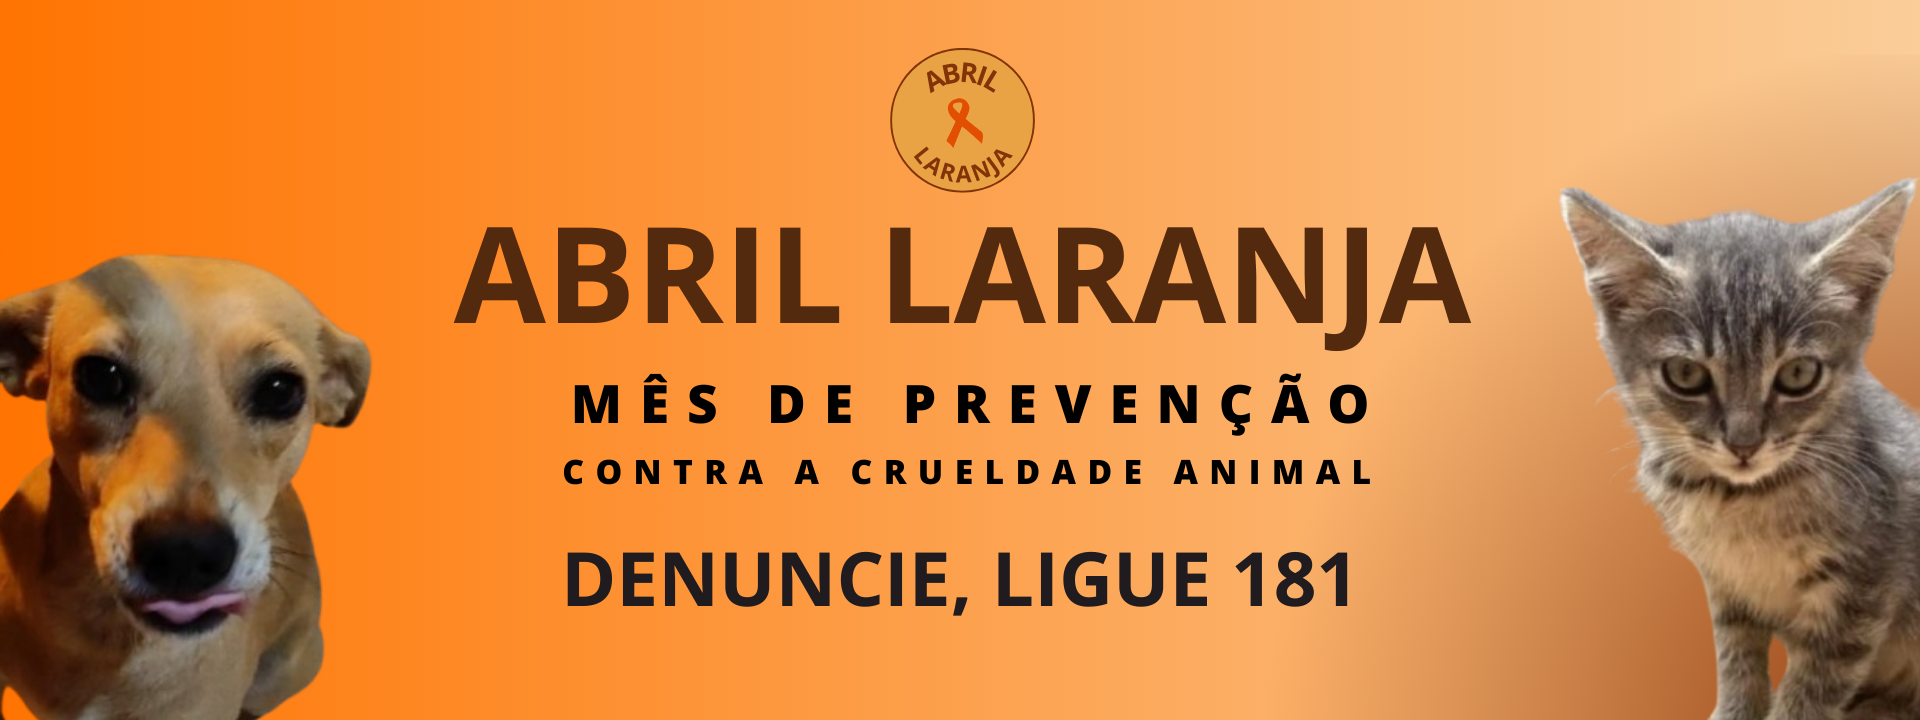 ABRIL
LARANJA
ABRIL LARANJA
MÊS DE PREVENÇÃO
CONTRA A CRUELDADE ANIMAL
DENUNCIE, LIGUE 181